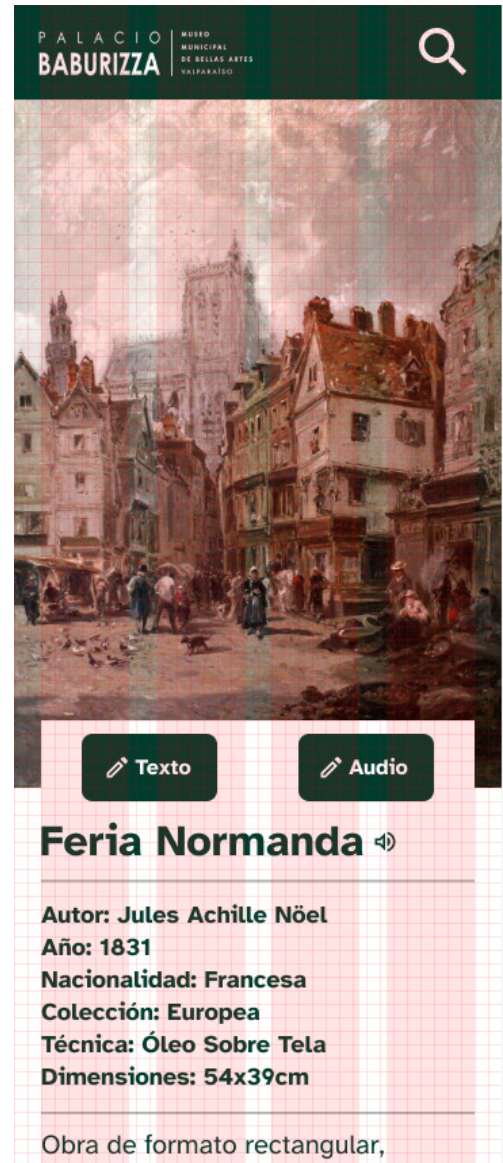 PALACIO
BABURIZZA
MUSEO
MUNICIPAL
DE BELLAS ARTES
VALPARAÍSO
Texto
Audio
Feria Normanda
Autor: Jules Achille Nöel
Año: 1831
Nacionalidad: Francesa
Colección: Europea
Técnica: Óleo Sobre Tela
Dimensiones: 54x39cm
Obra de formato rectangular,